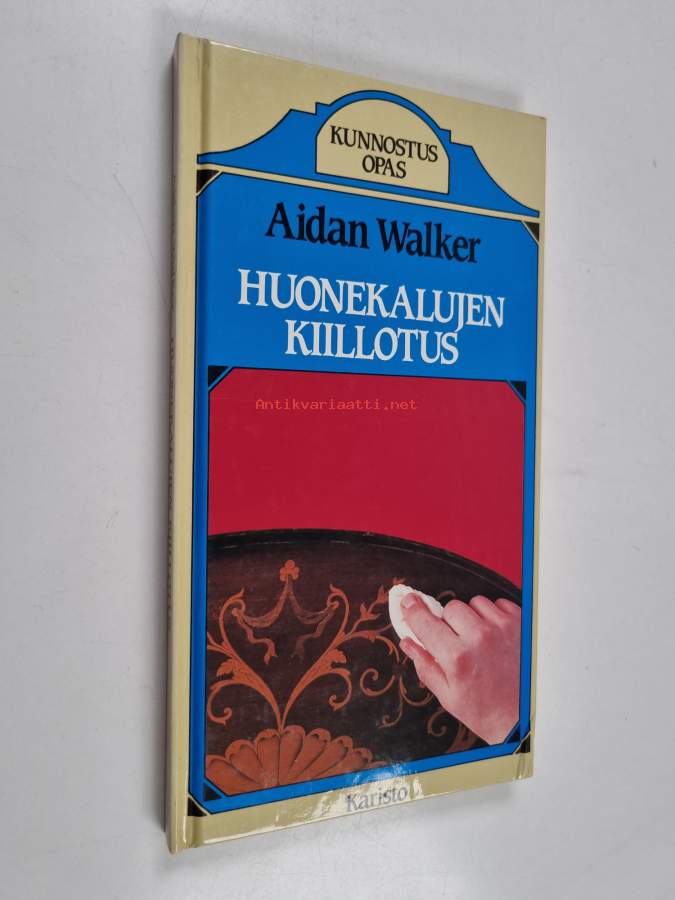 KUNNOSTUS
OPAS
Aidan Walker
HUONEKALUJEN
KIILLOTUS
Antikvariaatti.net
Karisto